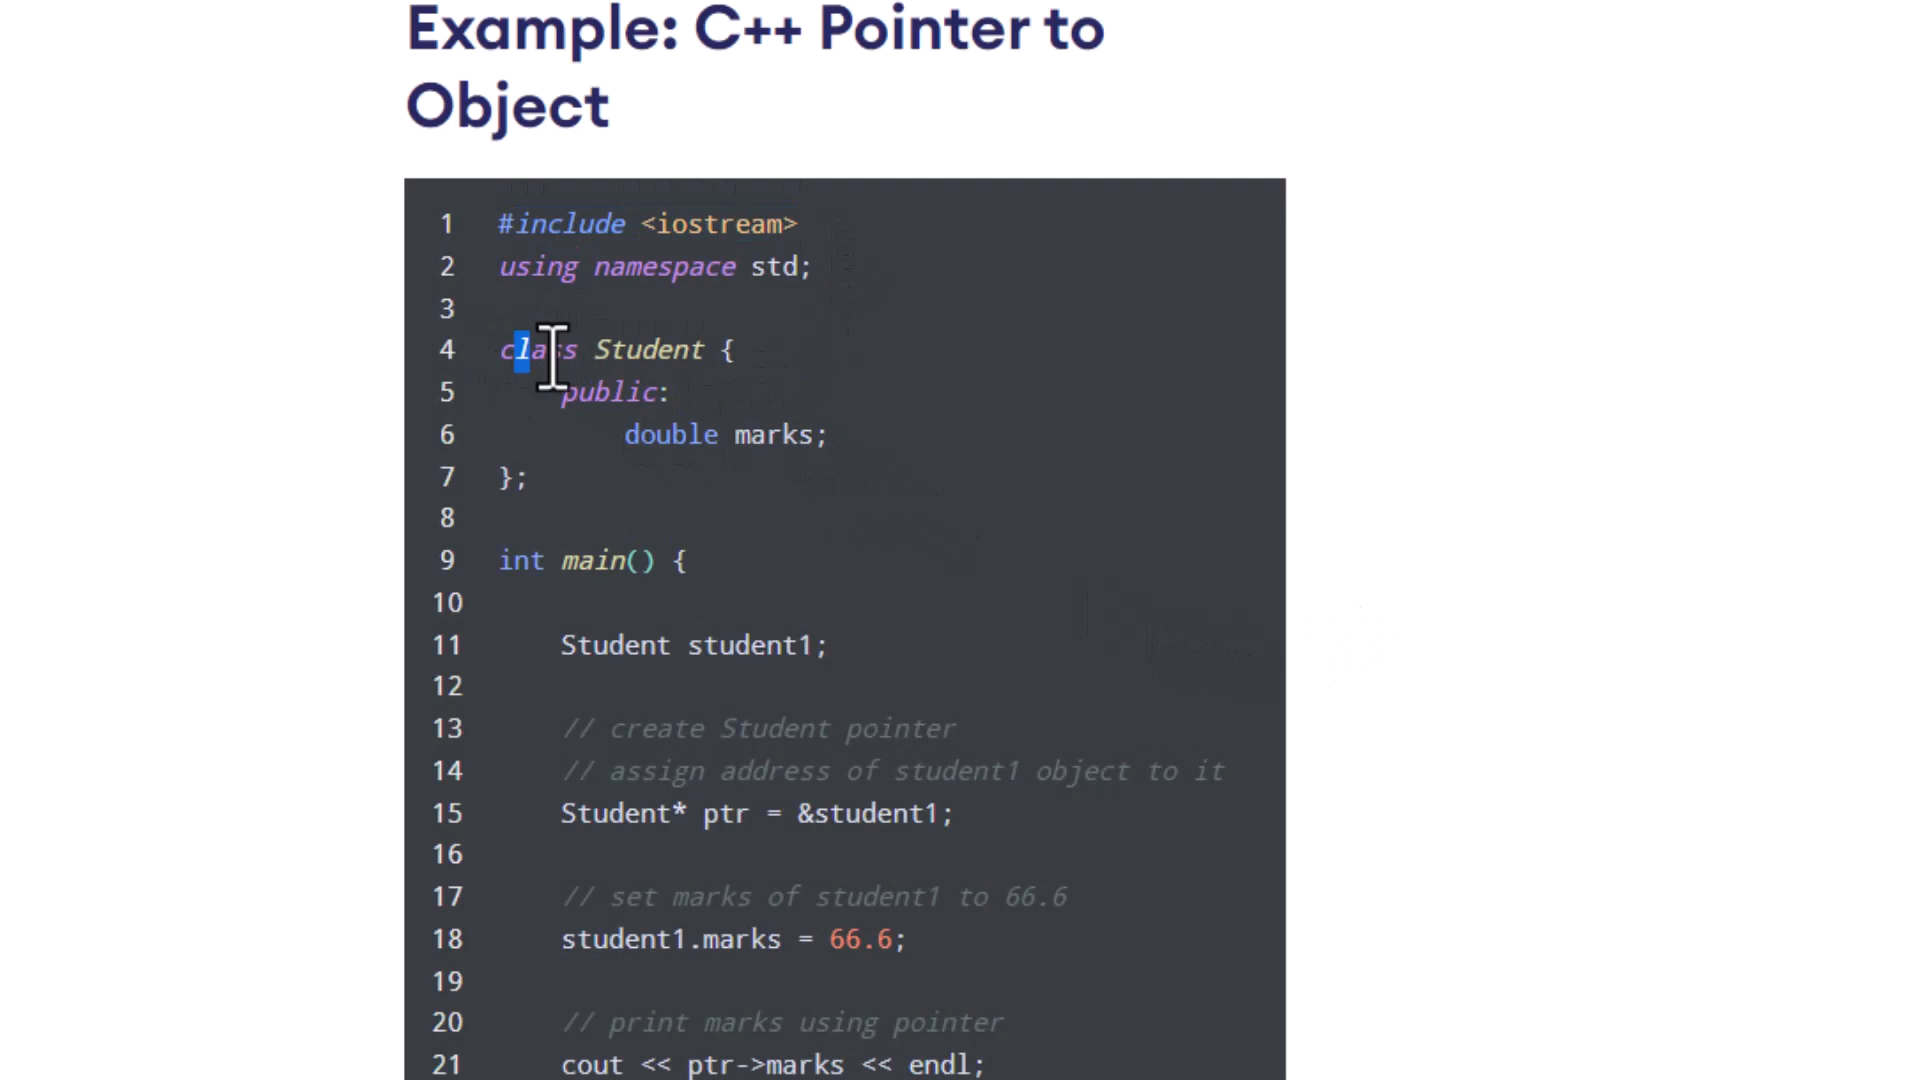 Example: C++ Pointer to
Object
1 #include <iostream>
2 using namespace std;
3
4 class Student {
5 public:
6 double marks;
7 };
8
9 int main() {
10
11 Student student1;
12
13 // create Student pointer
14 // assign address of student1 object to it
15 Student* ptr = &student1;
16
17 // set marks of student1 to 66.6
18 student1.marks = 66.6;
19
20 // print marks using pointer
21 cout << ptr->marks << endl;